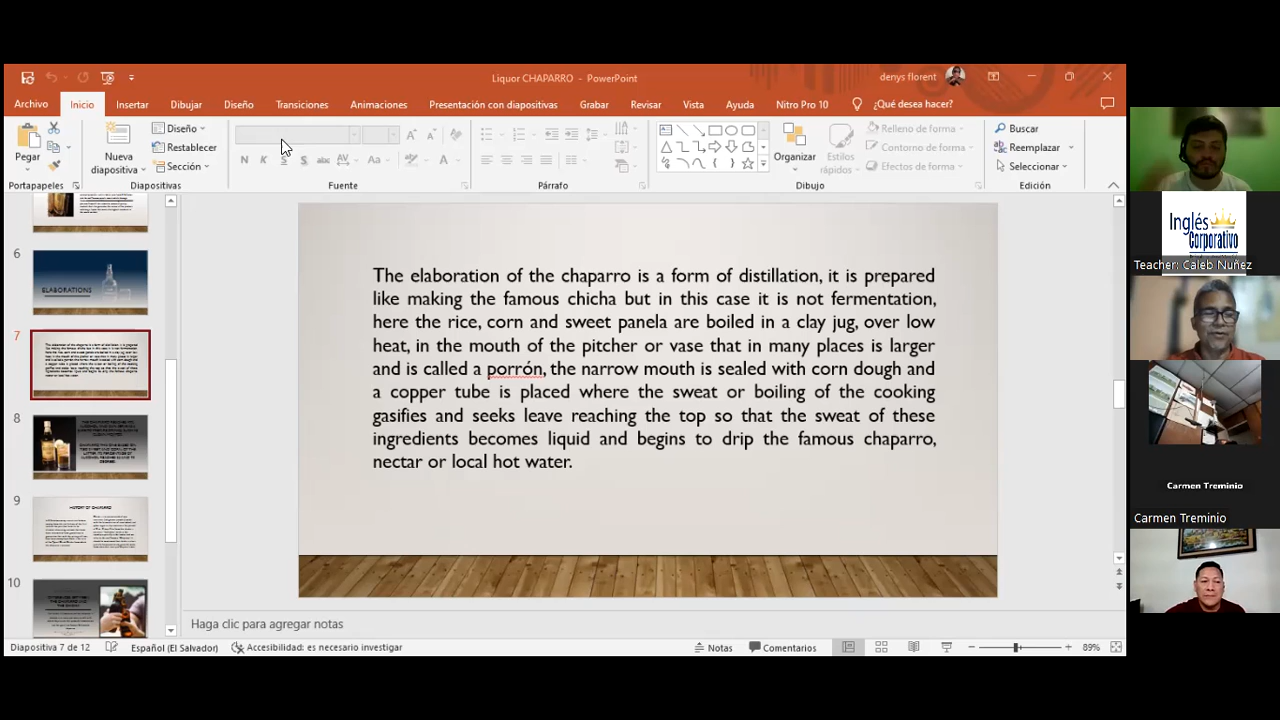 Liquor CHAPARRO - PowerPoint
denys florent
Archivo Inicio Insertar Dibujar Diseño Transiciones Animaciones Presentación con diapositivas Grabar Revisar Vista Ayuda Nitro Pro 10 ¿Qué desea hacer?
Pegar
Nueva diapositiva
Diseño
Restablecer
Sección
N K S S abc AV Aa A
Organizar
Estilos rápidos
Relleno de forma
Contorno de forma
Efectos de forma
Buscar
Reemplazar
Seleccionar
Portapapeles Diapositivas Fuente Párrafo Dibujo Edición
6
ELABORATIONS
7
8
9
HISTORY OF CHAPARRO
10
The elaboration of the chaparro is a form of distillation, it is prepared
like making the famous chicha but in this case it is not fermentation,
here the rice, corn and sweet panela are boiled in a clay jug, over low
heat, in the mouth of the pitcher or vase that in many places is larger
and is called a porrón, the narrow mouth is sealed with corn dough and
a copper tube is placed where the sweat or boiling of the cooking
gasifies and seeks leave reaching the top so that the sweat of these
ingredients becomes liquid and begins to drip the famous chaparro,
nectar or local hot water.
Haga clic para agregar notas
Diapositiva 7 de 12 Español (El Salvador) Accesibilidad: es necesario investigar Notas Comentarios 89%
Inglés
Corporativo
Teacher: Caleb Nuñez
Carmen Treminio
Carmen Treminio